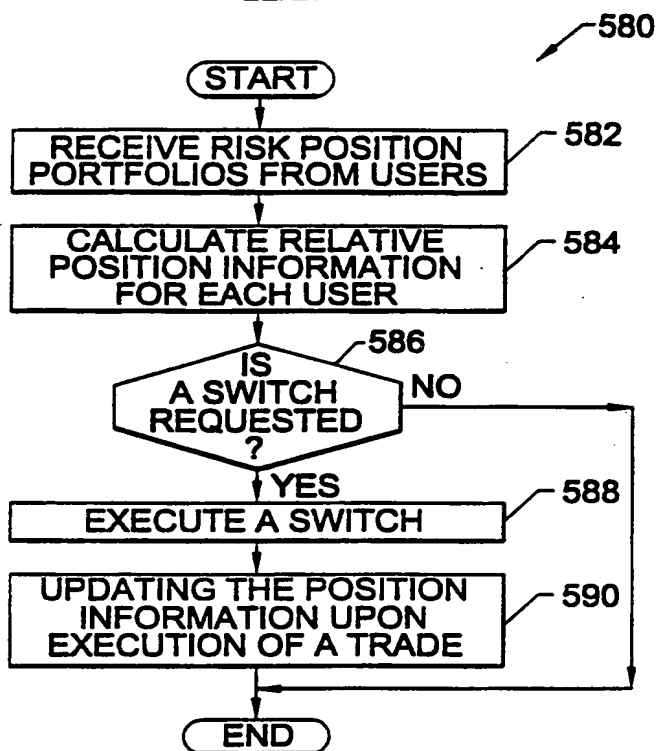 580
START
RECEIVE RISK POSITION
PORTFOLIOS FROM USERS
582
CALCULATE RELATIVE
POSITION INFORMATION
FOR EACH USER
584
586
IS
A SWITCH
REQUESTED
?
NO
YES
EXECUTE A SWITCH
588
UPDATING THE POSITION
INFORMATION UPON
EXECUTION OF A TRADE
590
END